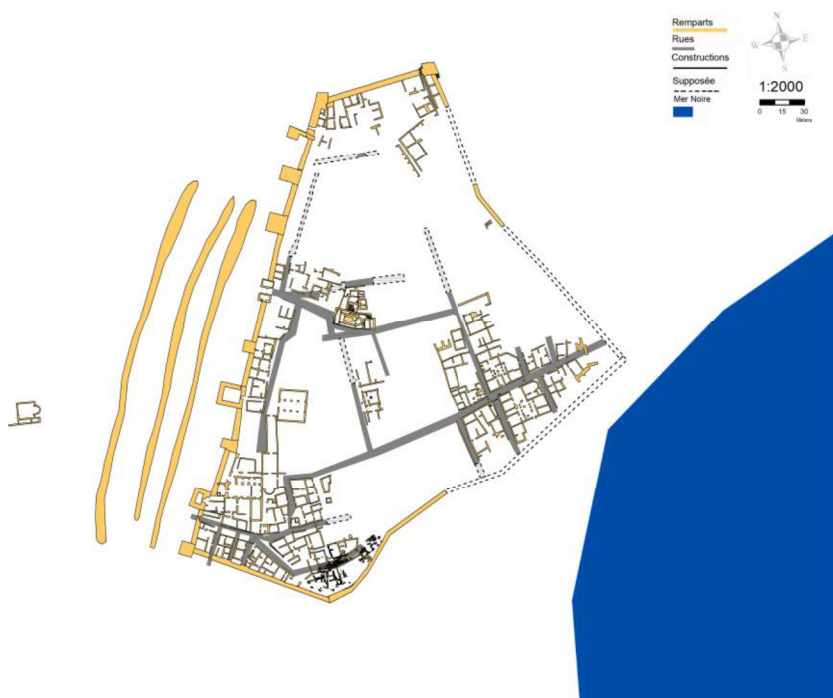 Remparts
Rues
Constructions
Supposée
Mer Noire
N
W E
S
1:2000
0 15 30
Meters